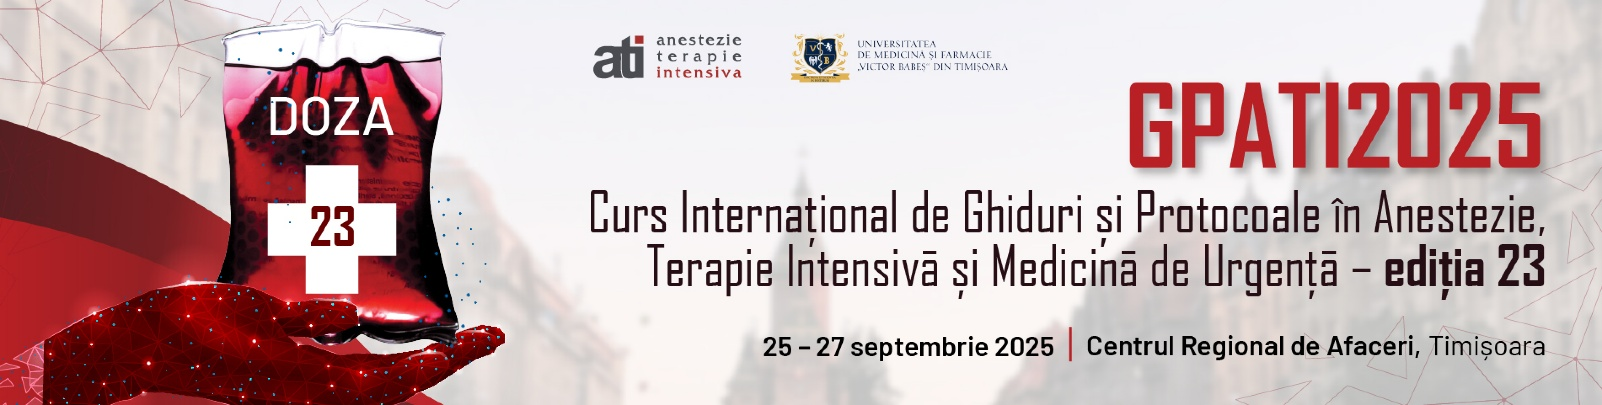 DOZA
23
ati
anestezie
terapie
intensiva
UNIVERSITATEA
DE MEDICINĂ ȘI FARMACIE
„VICTOR BABEȘ” DIN TIMIȘOARA
GPATI2025
Curs Internațional de Ghiduri și Protocoale în Anestezie,
Terapie Intensivă și Medicină de Urgență – ediția 23
25 – 27 septembrie 2025 | Centrul Regional de Afaceri, Timișoara